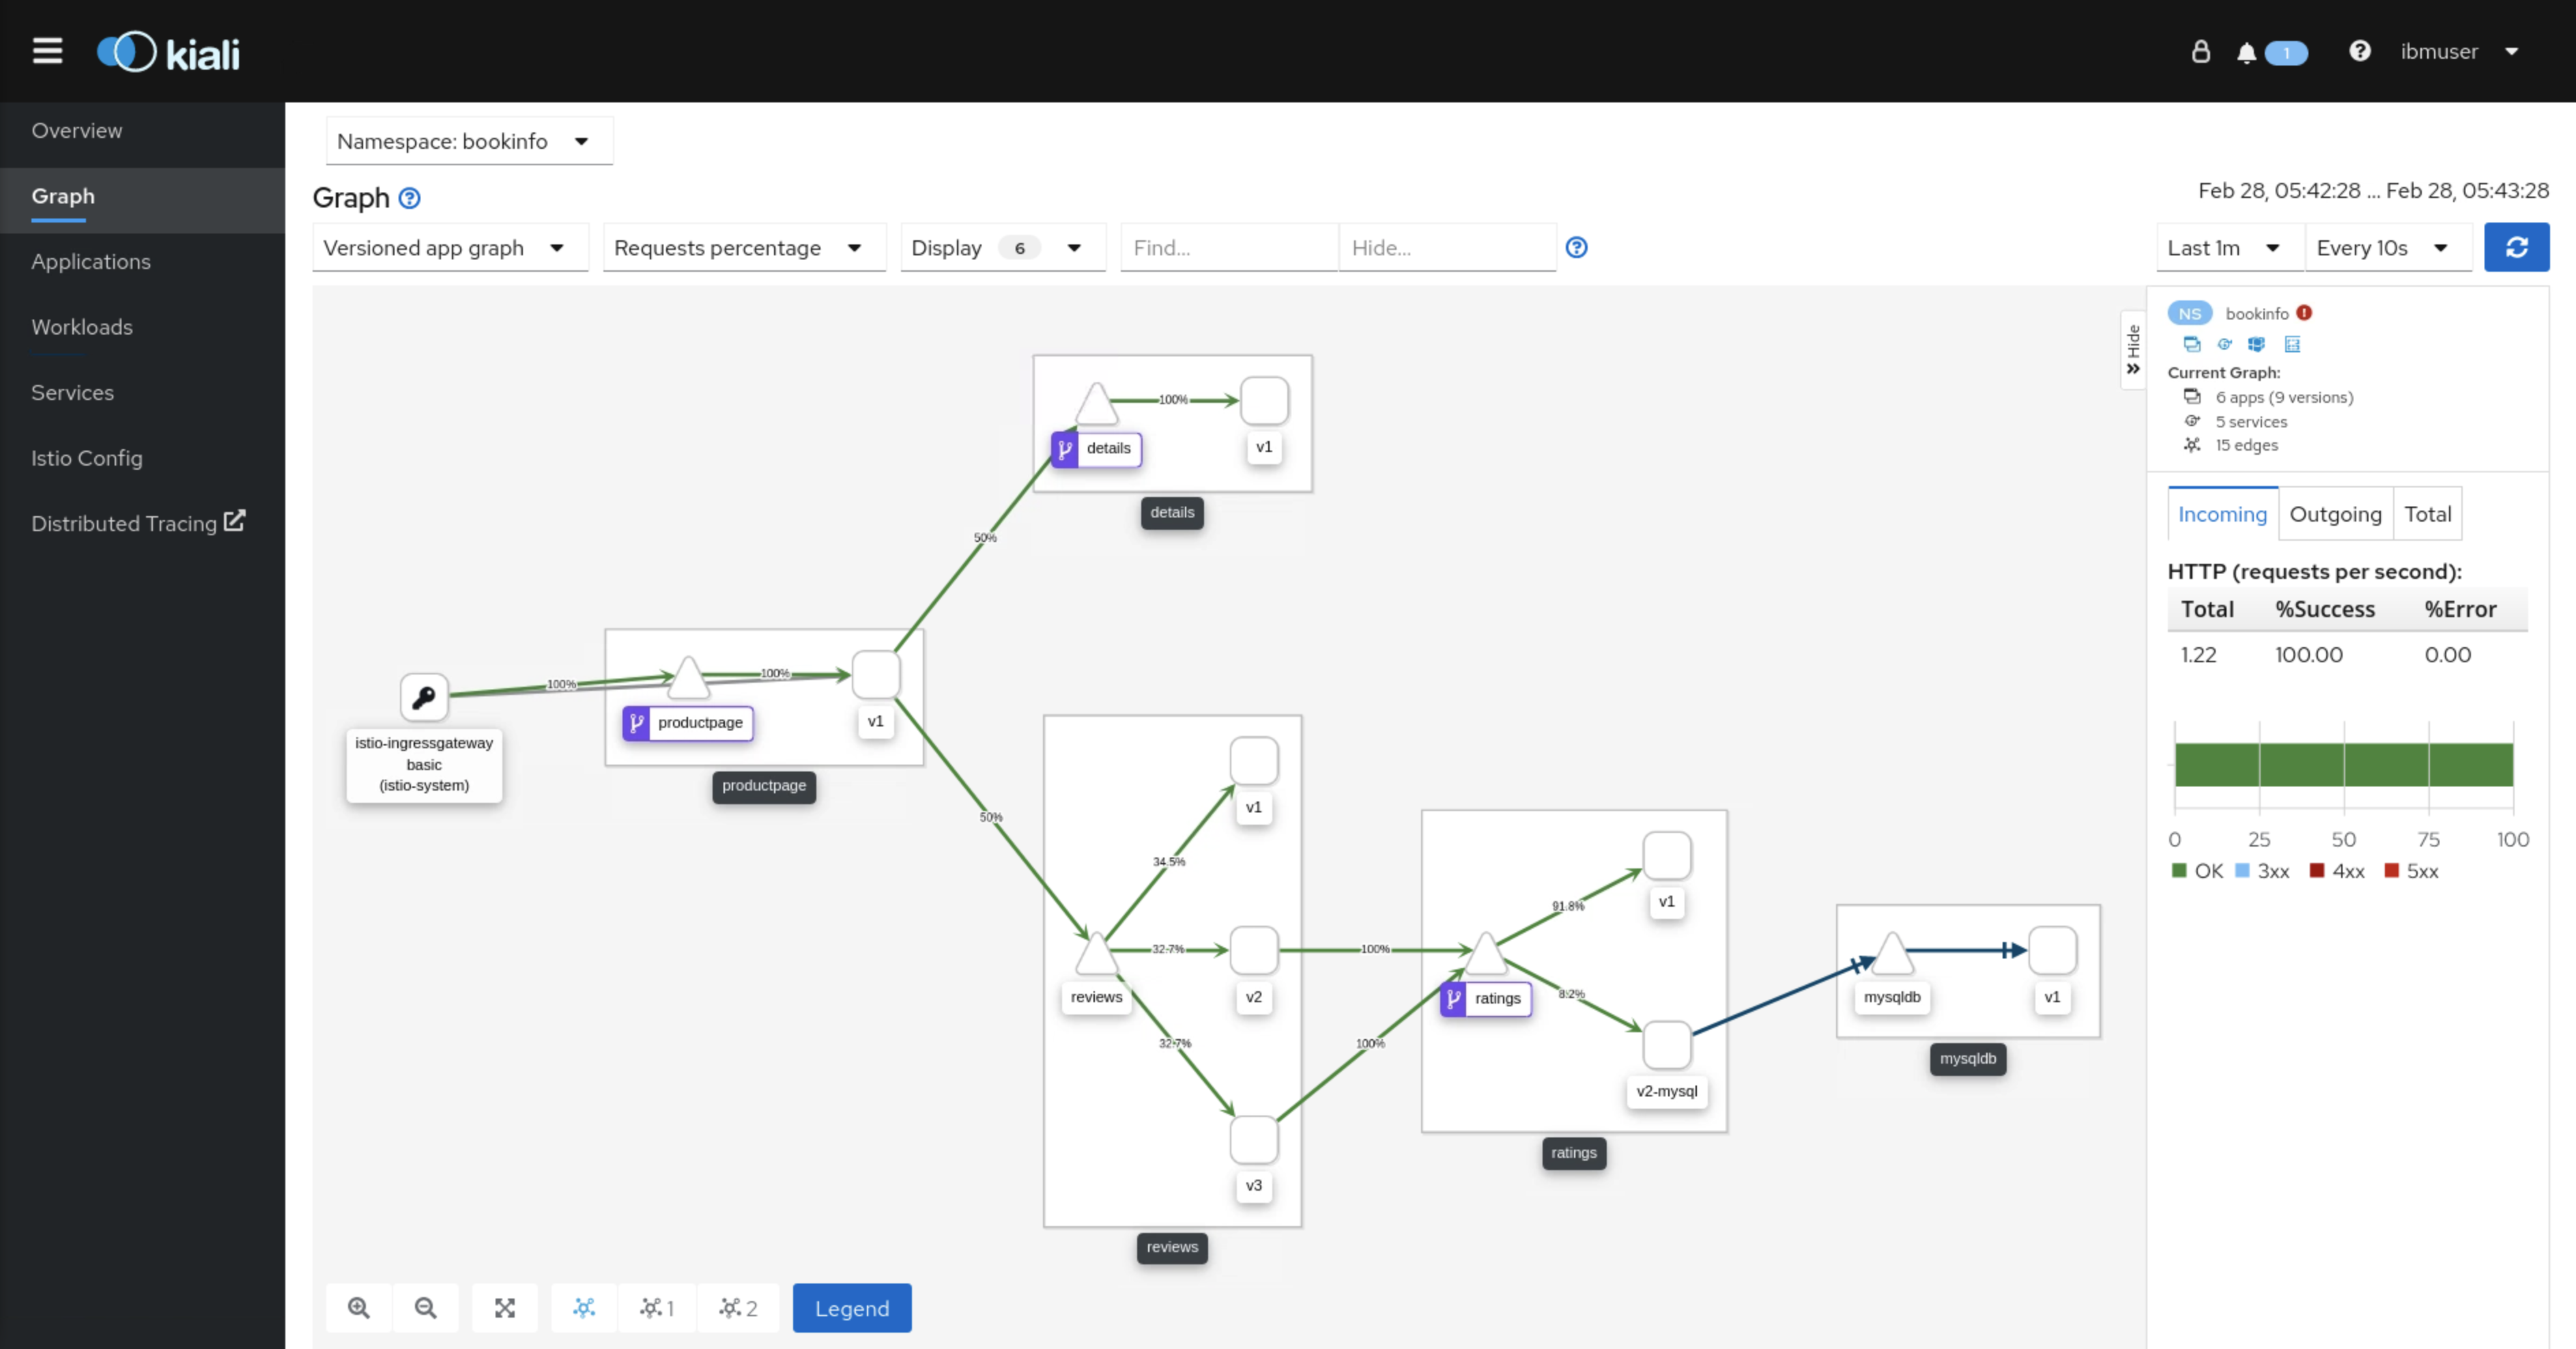 kiali
1
ibmuser
Overview
Graph
Applications
Workloads
Services
Istio Config
Distributed Tracing
Namespace: bookinfo
Graph
Feb 28, 05:42:28 ... Feb 28, 05:43:28
Versioned app graph
Requests percentage
Display 6
Find...
Hide...
Last 1m
Every 10s
100%
details
v1
details
50%
100%
100%
istio-ingressgateway
basic
(istio-system)
productpage
v1
productpage
50%
v1
34.5%
32.7%
reviews
v2
32.7%
v3
reviews
100%
100%
v1
91.8%
ratings
8.2%
v2-mysql
ratings
mysqldb
v1
mysqldb
1
2
Legend
Hide
NS bookinfo
Current Graph:
6 apps (9 versions)
5 services
15 edges
Incoming
Outgoing
Total
HTTP (requests per second):
Total %Success %Error
1.22 100.00 0.00
0 25 50 75 100
OK 3xx 4xx 5xx